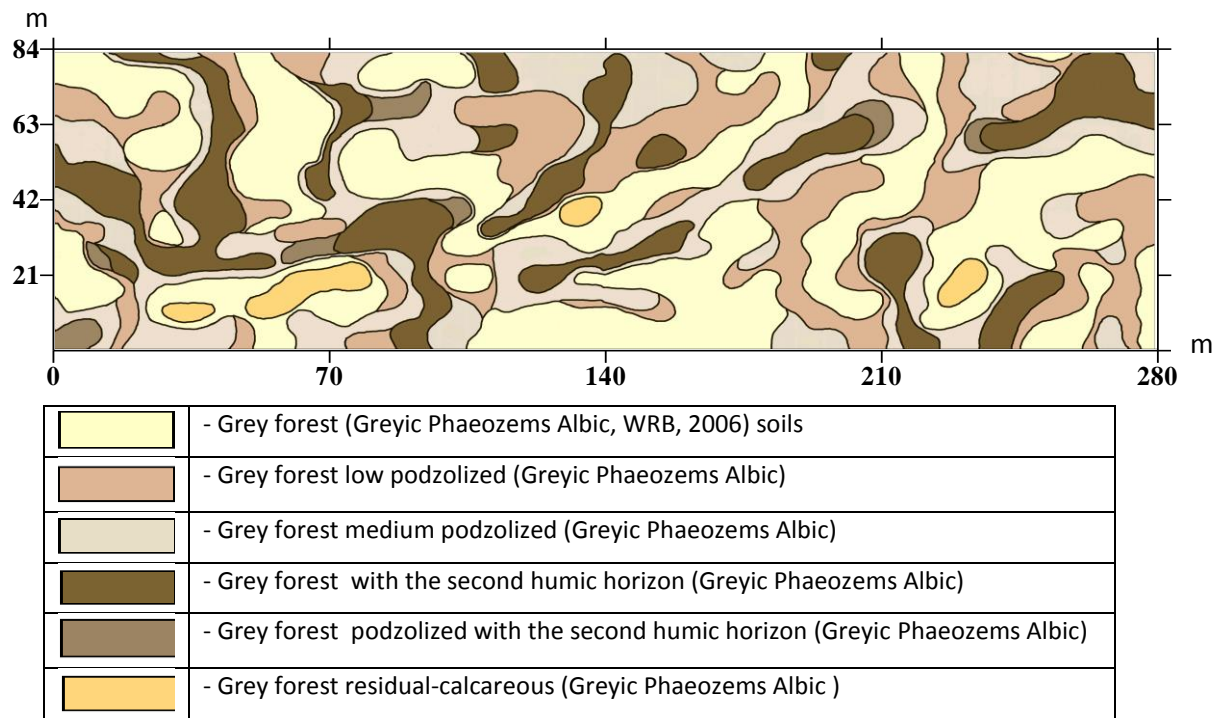 m
84
63
42
21
m
0 70 140 210 280
- Grey forest (Greyic Phaeozems Albic, WRB, 2006) soils
- Grey forest low podzolized (Greyic Phaeozems Albic)
- Grey forest medium podzolized (Greyic Phaeozems Albic)
- Grey forest  with the second humic horizon (Greyic Phaeozems Albic)
- Grey forest  podzolized with the second humic horizon (Greyic Phaeozems Albic)
- Grey forest residual-calcareous (Greyic Phaeozems Albic )